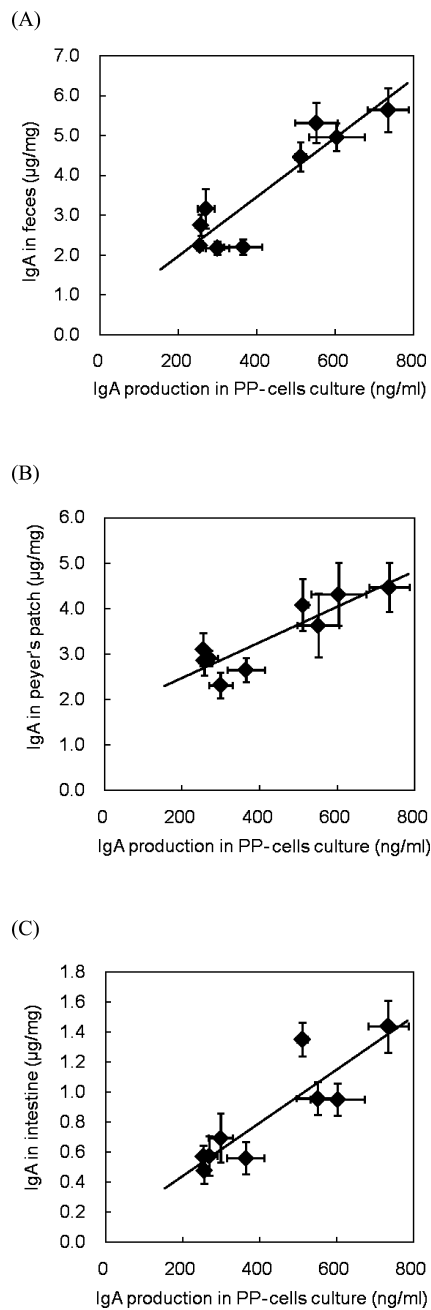 (A)
7.0
6.0
5.0
4.0
3.0
2.0
1.0
0.0
IgA in feces (μg/mg)
0 200 400 600 800
IgA production in PP-cells culture (ng/ml)
(B)
6.0
5.0
4.0
3.0
2.0
1.0
0.0
IgA in peyer's patch (μg/mg)
0 200 400 600 800
IgA production in PP-cells culture (ng/ml)
(C)
1.8
1.6
1.4
1.2
1.0
0.8
0.6
0.4
0.2
0.0
IgA in intestine (μg/mg)
0 200 400 600 800
IgA production in PP-cells culture (ng/ml)